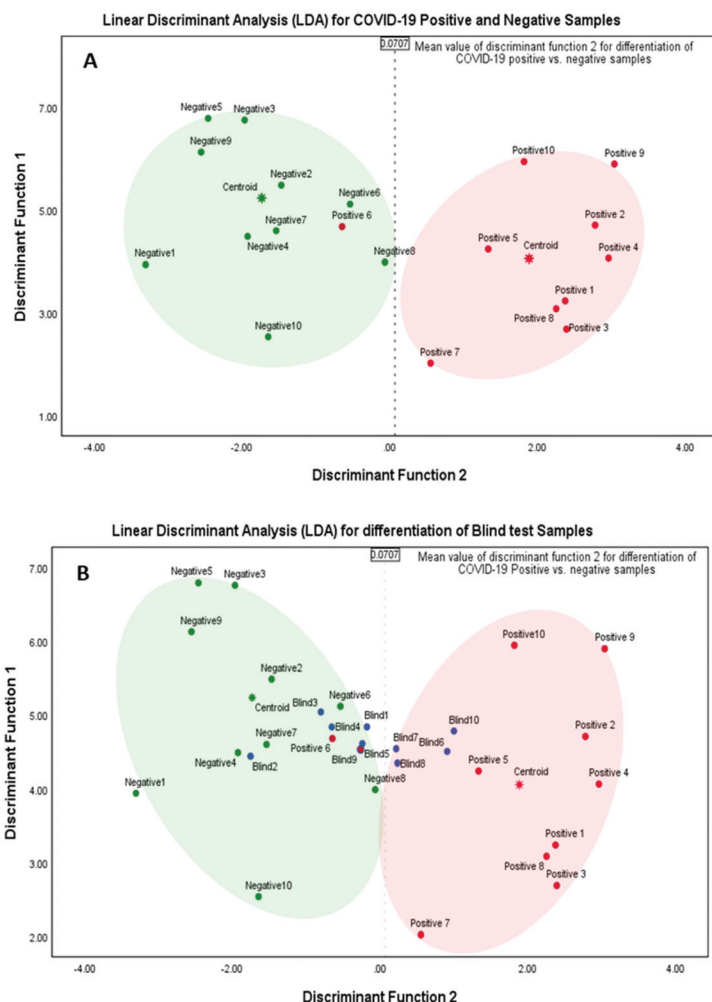 Linear Discriminant Analysis (LDA) for COVID-19 Positive and Negative Samples
0.0707
Mean value of discriminant function 2 for differentiation of
COVID-19 positive vs. negative samples
A
7.00
5.00
3.00
1.00
Discriminant Function 1
Negative5
Negative3
Negative9
Centroid
Negative2
Negative6
Positive 6
Negative7
Negative4
Negative8
Negative1
Negative10
Positive10
Positive 9
Positive 2
Positive 5
Centroid
Positive 4
Positive 1
Positive 8
Positive 3
Positive 7
-4.00
-2.00
.00
2.00
4.00
Discriminant Function 2
Linear Discriminant Analysis (LDA) for differentiation of Blind test Samples
0.0707
Mean value of discriminant function 2 for differentiation of
COVID-19 Positive vs. negative samples
B
7.00
6.00
5.00
4.00
3.00
2.00
Discriminant Function 1
Negative5
Negative3
Negative9
Negative2
Centroid
Blind3
Negative6
Blind4
Blind1
Negative7
Positive 6
Negative4
Blind9
Blind5
Blind2
Negative8
Negative1
Negative10
Blind7
Blind10
Blind6
Blind8
Positive10
Positive 9
Positive 2
Positive 5
Centroid
Positive 4
Positive 1
Positive 8
Positive 3
Positive 7
-4.00
-2.00
.00
2.00
4.00
Discriminant Function 2